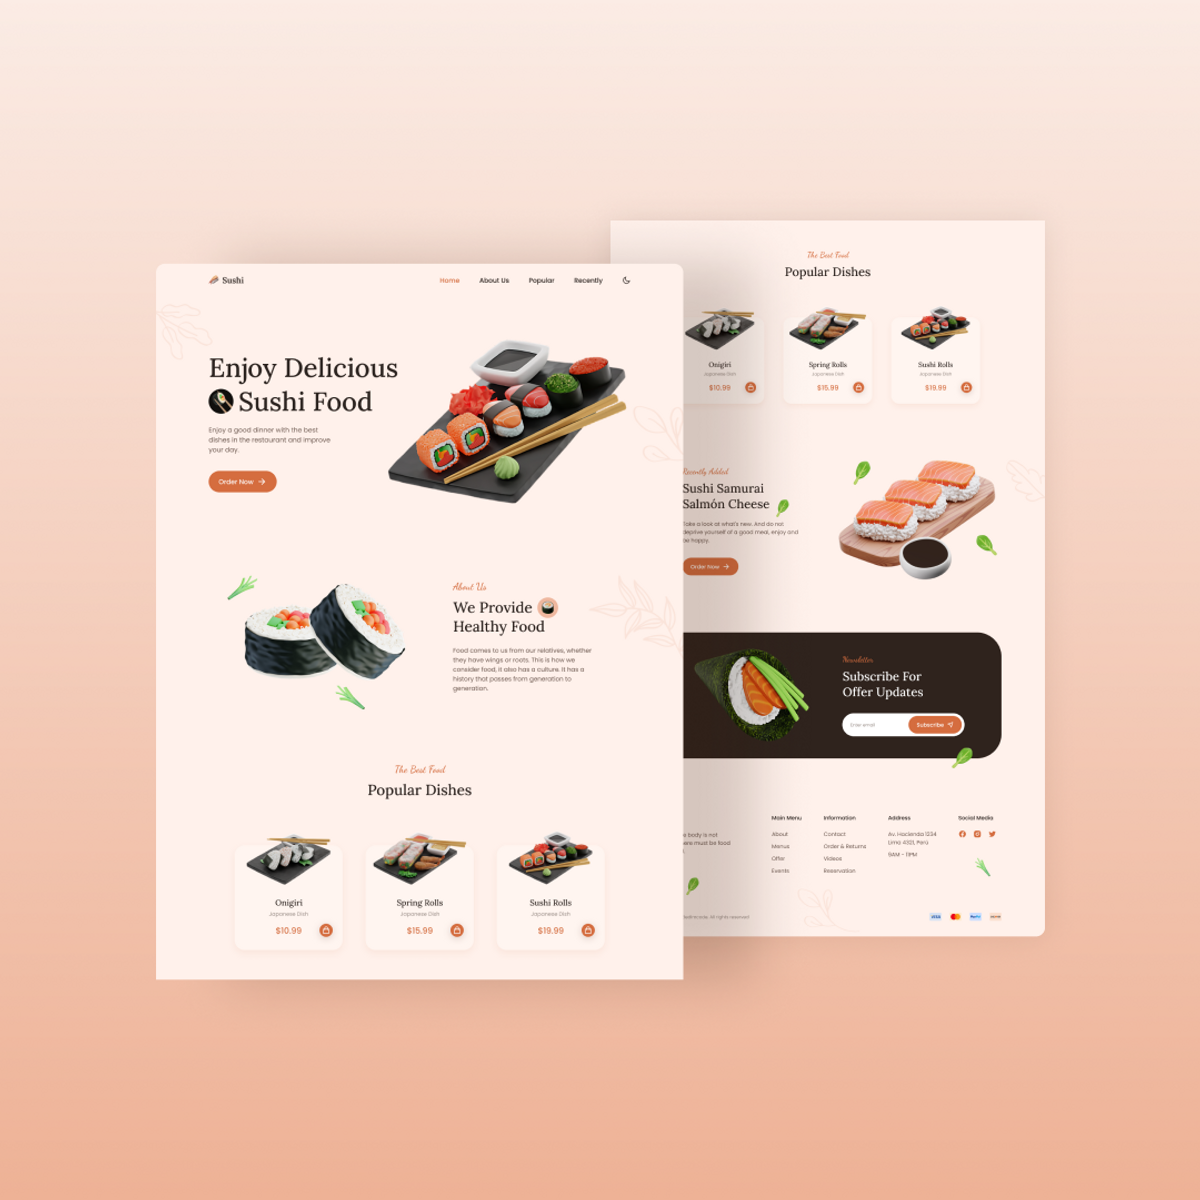 Sushi
Home About Us Popular Recently
Enjoy Delicious
Sushi Food
Enjoy a good dinner with the best
dishes in the restaurant and improve
your day.
Order Now
About Us
We Provide
Healthy Food
Food comes to us from our relatives, whether
they have wings or roots. This is how we
consider food, it also has a culture. It has a
history that passes from generation to
generation.
The Best Food
Popular Dishes
Onigiri
Japanese Dish
$10.99
Spring Rolls
Japanese Dish
$15.99
Sushi Rolls
Japanese Dish
$19.99
The Best Food
Popular Dishes
Onigiri
Japanese Dish
$10.99
Spring Rolls
Japanese Dish
$15.99
Sushi Rolls
Japanese Dish
$19.99
Recently Added
Sushi Samurai
Salmón Cheese
Take a look at what's new. And do not
deprive yourself of a good meal, enjoy and
be happy.
Order Now
Newsletter
Subscribe For
Offer Updates
Enter email
Subscribe
body is not
must be food
Main Menu
About
Menus
Offer
Events
Information
Contact
Order & Returns
Videos
Reservation
Address
Av. Hacienda 1234
Lima 4321, Perú
9AM - 11PM
Social Media
All rights reserved
VISA
PayPal